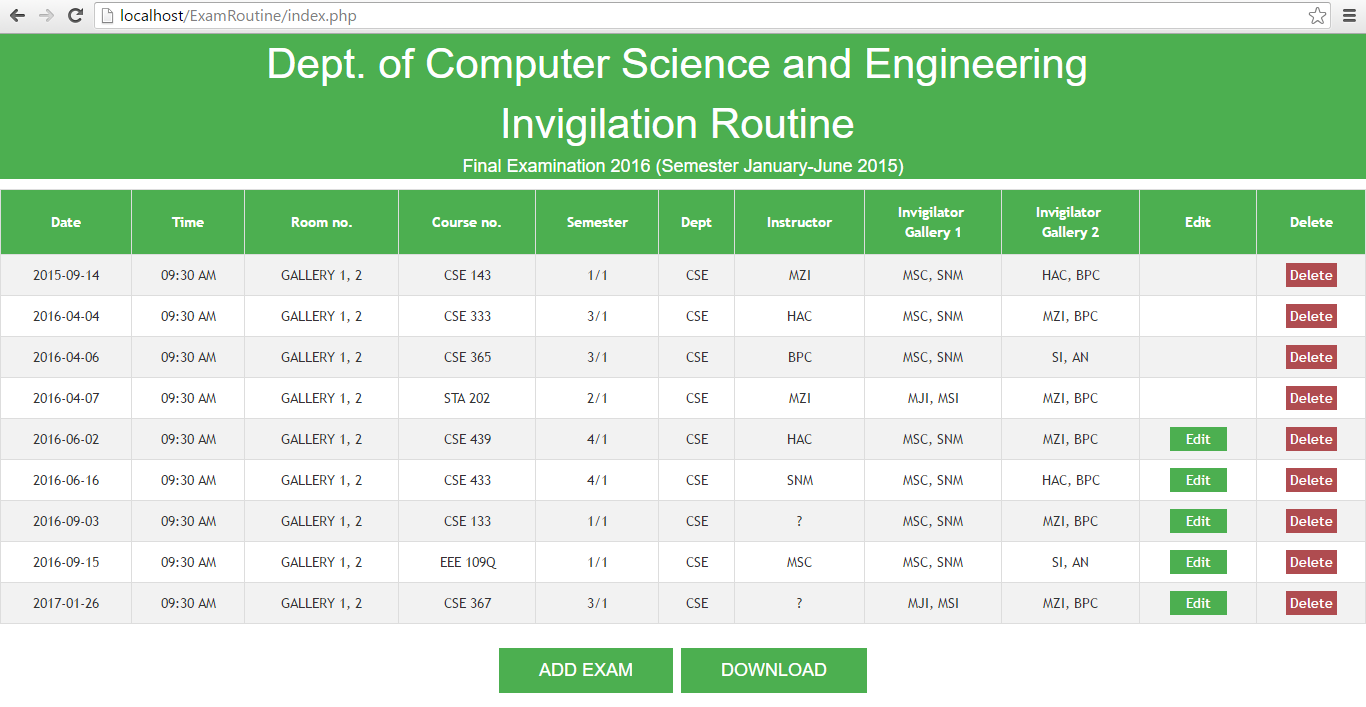 localhost/ExamRoutine/index.php
Dept. of Computer Science and Engineering
Invigilation Routine
Final Examination 2016 (Semester January-June 2015)
Date Time Room no. Course no. Semester Dept Instructor Invigilator Gallery 1 Invigilator Gallery 2 Edit Delete
2015-09-14 09:30 AM GALLERY 1, 2 CSE 143 1/1 CSE MZI MSC, SNM HAC, BPC Delete
2016-04-04 09:30 AM GALLERY 1, 2 CSE 333 3/1 CSE HAC MSC, SNM MZI, BPC Delete
2016-04-06 09:30 AM GALLERY 1, 2 CSE 365 3/1 CSE BPC MSC, SNM SI, AN Delete
2016-04-07 09:30 AM GALLERY 1, 2 STA 202 2/1 CSE MZI MJI, MSI MZI, BPC Delete
2016-06-02 09:30 AM GALLERY 1, 2 CSE 439 4/1 CSE HAC MSC, SNM MZI, BPC Edit Delete
2016-06-16 09:30 AM GALLERY 1, 2 CSE 433 4/1 CSE SNM MSC, SNM HAC, BPC Edit Delete
2016-09-03 09:30 AM GALLERY 1, 2 CSE 133 1/1 CSE ? MSC, SNM MZI, BPC Edit Delete
2016-09-15 09:30 AM GALLERY 1, 2 EEE 109Q 1/1 CSE MSC MSC, SNM SI, AN Edit Delete
2017-01-26 09:30 AM GALLERY 1, 2 CSE 367 3/1 CSE ? MJI, MSI MZI, BPC Edit Delete
ADD EXAM DOWNLOAD